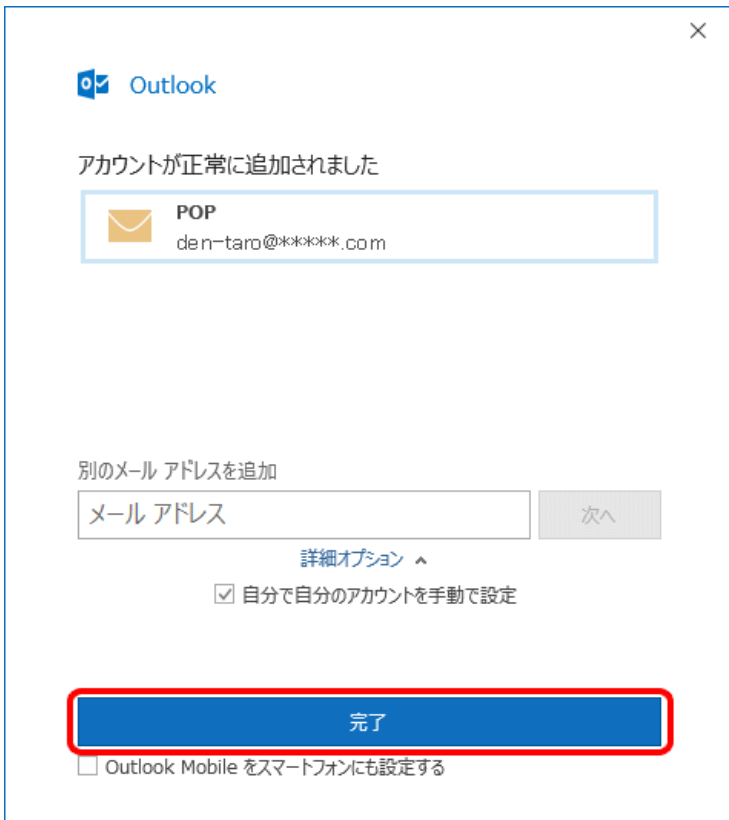 Outlook
アカウントが正常に追加されました
POP
den-taro@*****.com
別のメール アドレスを追加
メール アドレス
次へ
詳細オプション
自分で自分のアカウントを手動で設定
完了
Outlook Mobile をスマートフォンにも設定する